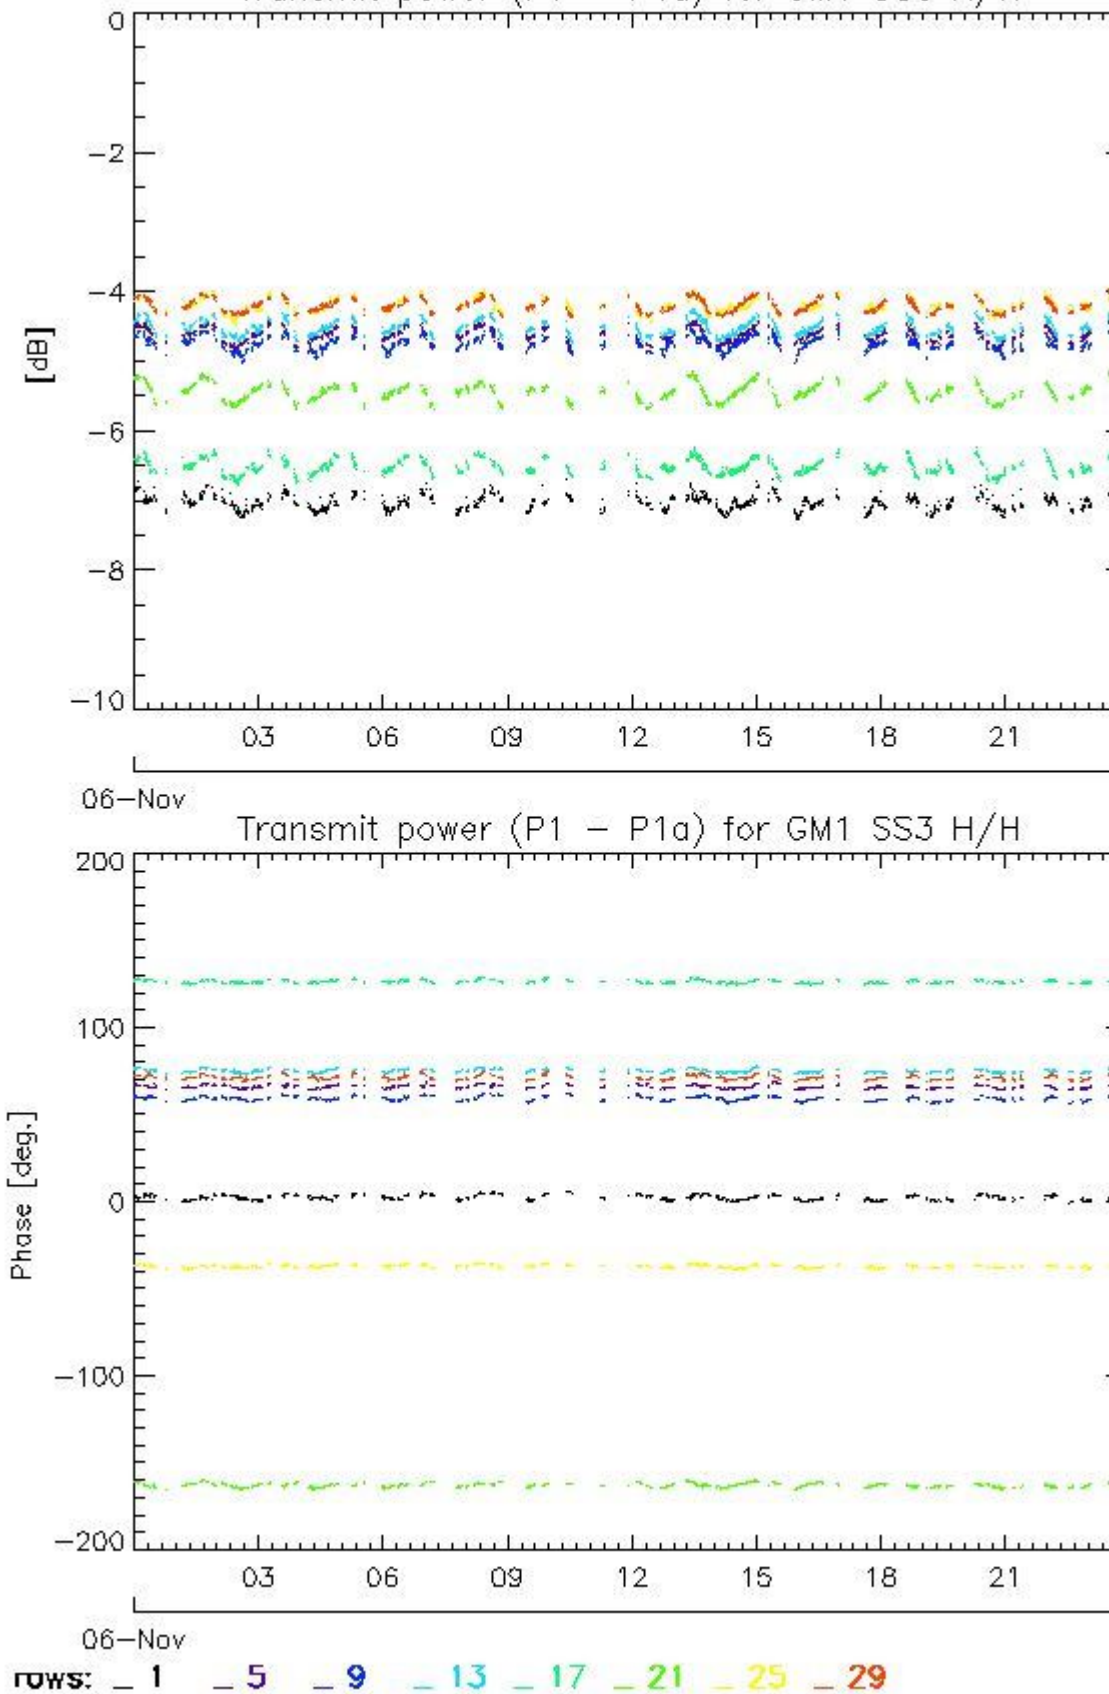 0
−2
−4
[dB]
−6
−8
−10
03 06 09 12 15 18 21
06−Nov
Transmit power (P1 − P1a) for GM1 SS3 H/H
200
100
0
Phase [deg.]
−100
−200
03 06 09 12 15 18 21
06−Nov
rows: _ 1 _ 5 _ 9 _ 13 _ 17 _ 21 _ 25 _ 29